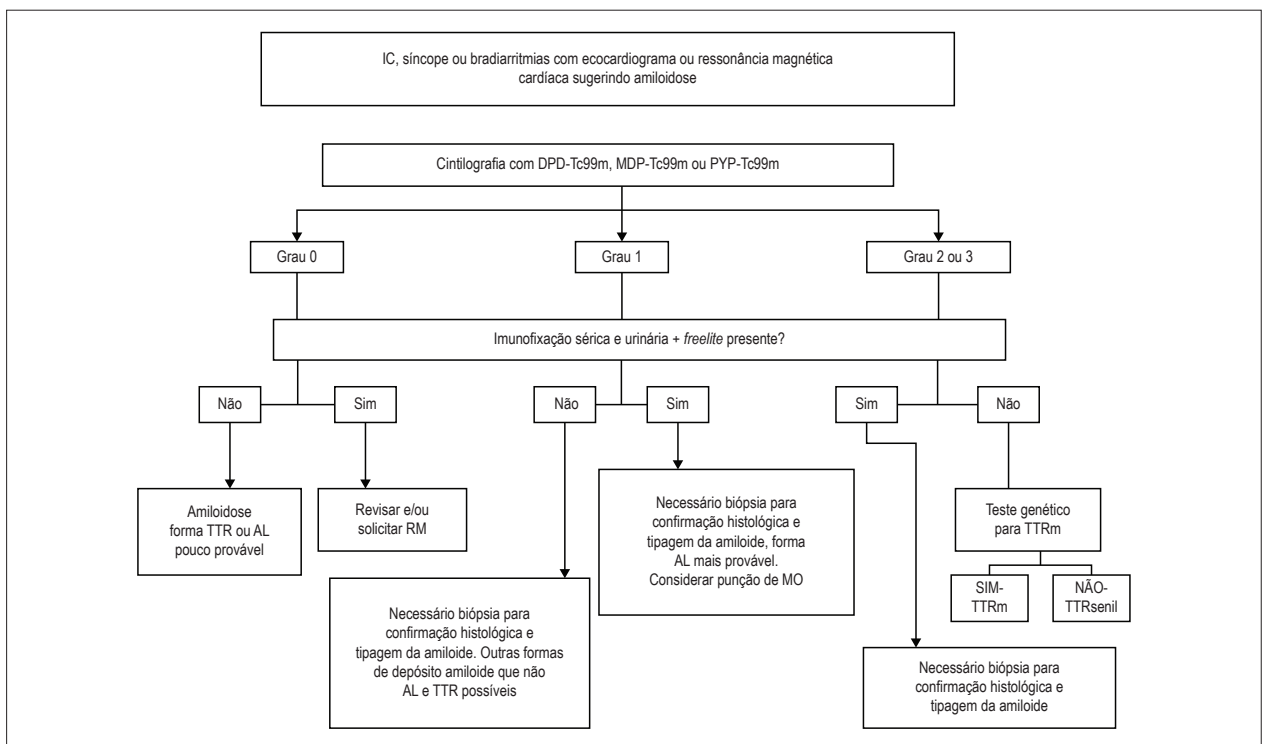 IC, síncope ou bradiarritmias com ecocardiograma ou ressonância magnética
cardíaca sugerindo amiloidose
Cintilografia com DPD-Tc99m, MDP-Tc99m ou PYP-Tc99m
Grau 0
Grau 1
Grau 2 ou 3
Imunofixação sérica e urinária + freelite presente?
Não
Sim
Não
Sim
Sim
Não
Amiloidose
forma TTR ou AL
pouco provável
Revisar e/ou
solicitar RM
Necessário biópsia para
confirmação histológica e
tipagem da amiloide. Outras formas
de depósito amiloide que não
AL e TTR possíveis
Necessário biópsia para
confirmação histológica e
tipagem da amiloide, forma
AL mais provável.
Considerar punção de MO
Necessário biópsia para
confirmação histológica e
tipagem da amiloide
Teste genético
para TTRm
SIM-
TTRm
NÃO-
TTRsenil